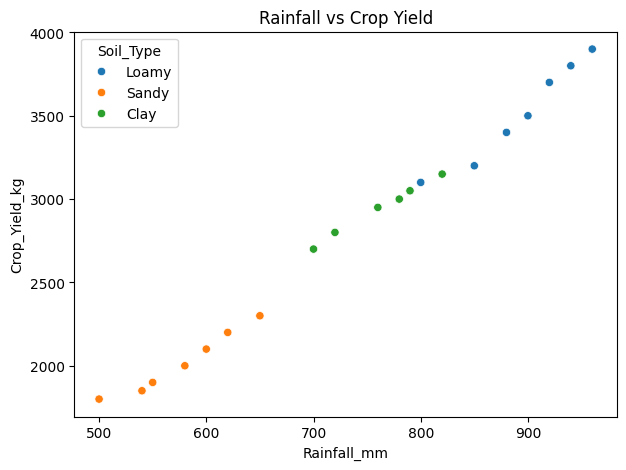 Rainfall vs Crop Yield
Soil_Type
Loamy
Sandy
Clay
4000
3500
3000
2500
2000
Crop_Yield_kg
500 600 700 800 900
Rainfall_mm